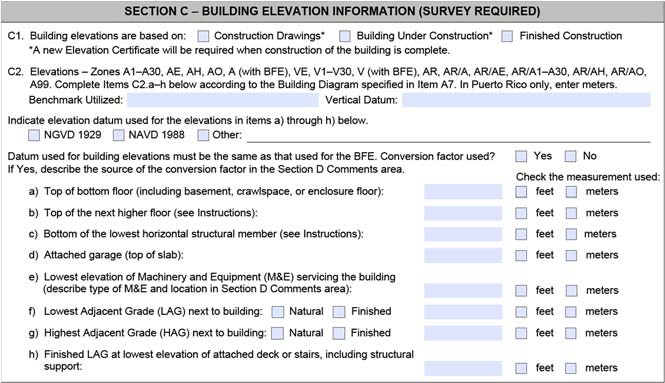 SECTION C – BUILDING ELEVATION INFORMATION (SURVEY REQUIRED)
C1. Building elevations are based on: Construction Drawings* Building Under Construction* Finished Construction
*A new Elevation Certificate will be required when construction of the building is complete.
C2. Elevations – Zones A1–A30, AE, AH, AO, A (with BFE), VE, V1–V30, V (with BFE), AR, AR/A, AR/AE, AR/A1–A30, AR/AH, AR/AO,
A99. Complete Items C2.a–h below according to the Building Diagram specified in Item A7. In Puerto Rico only, enter meters.
Benchmark Utilized: Vertical Datum:
Indicate elevation datum used for the elevations in items a) through h) below.
NGVD 1929 NAVD 1988 Other:
Datum used for building elevations must be the same as that used for the BFE. Conversion factor used? Yes No
If Yes, describe the source of the conversion factor in the Section D Comments area.
Check the measurement used:
a) Top of bottom floor (including basement, crawlspace, or enclosure floor): feet meters
b) Top of the next higher floor (see Instructions): feet meters
c) Bottom of the lowest horizontal structural member (see Instructions): feet meters
d) Attached garage (top of slab): feet meters
e) Lowest elevation of Machinery and Equipment (M&E) servicing the building
(describe type of M&E and location in Section D Comments area): feet meters
f) Lowest Adjacent Grade (LAG) next to building: Natural Finished feet meters
g) Highest Adjacent Grade (HAG) next to building: Natural Finished feet meters
h) Finished LAG at lowest elevation of attached deck or stairs, including structural
support: feet meters